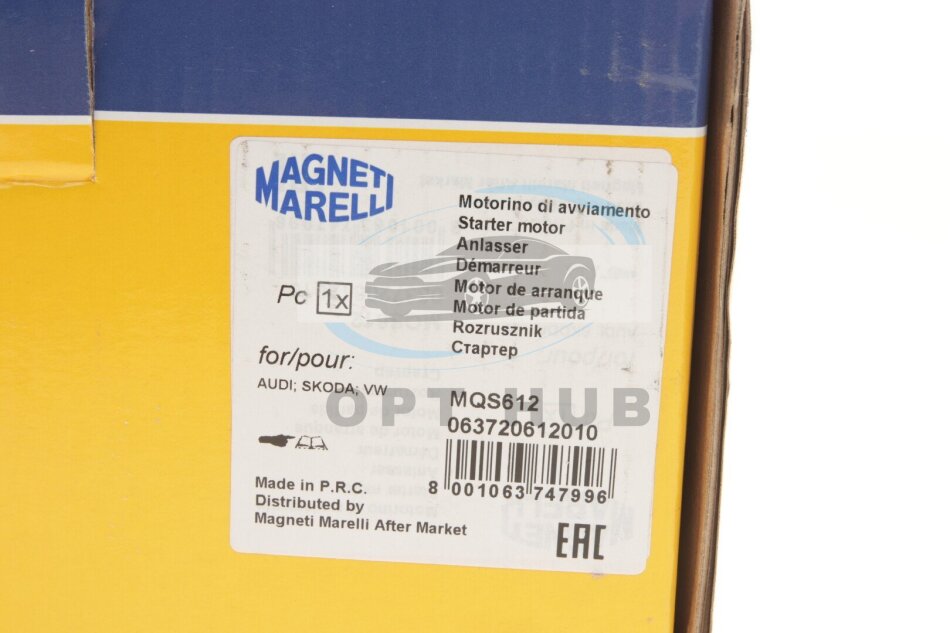 MAGNETI
MARELLI
Motorino di avviamento
Starter motor
Anlasser
Démarreur
Motor de arranque
Motor de partida
Rozrusznik
Стартер
Pc 1x
for/pour:
AUDI; SKODA; VW
OPT HUB
MQS612
063720612010
8 001063 747996
Made in P.R.C.
Distributed by
Magneti Marelli After Market
EAC